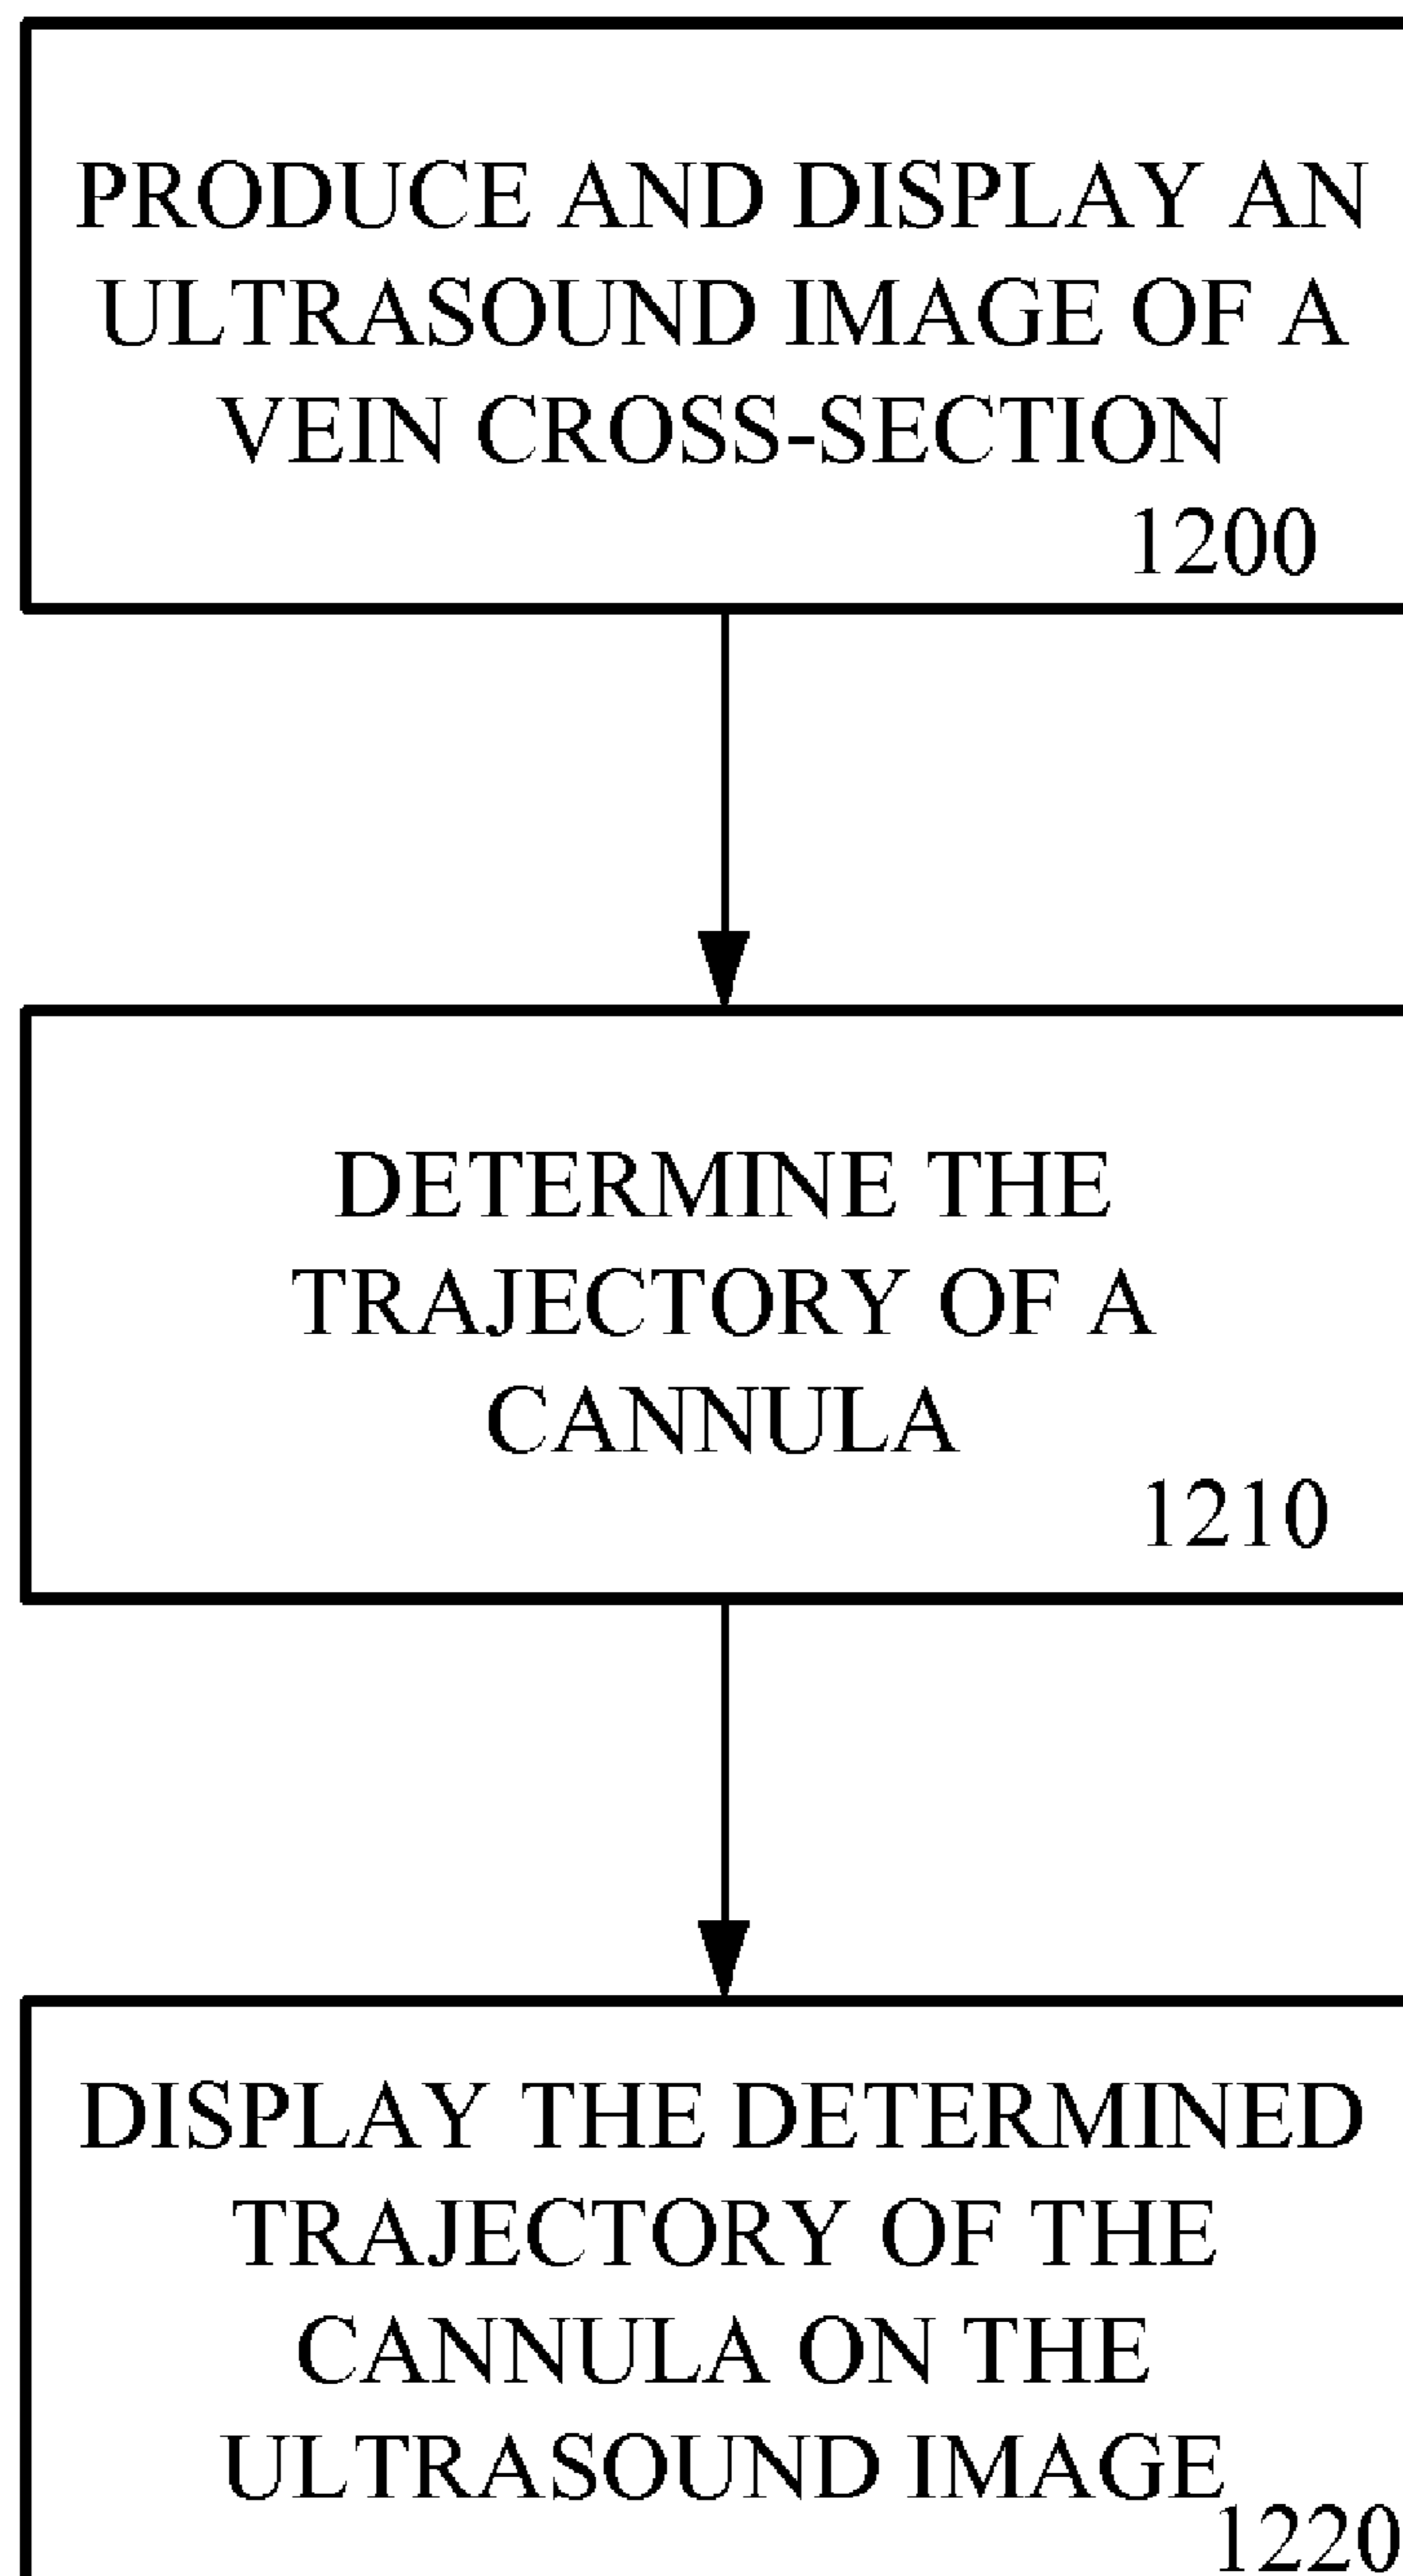 PRODUCE AND DISPLAY AN
ULTRASOUND IMAGE OF A
VEIN CROSS-SECTION
1200
DETERMINE THE
TRAJECTORY OF A
CANNULA
1210
DISPLAY THE DETERMINED
TRAJECTORY OF THE
CANNULA ON THE
ULTRASOUND IMAGE
1220